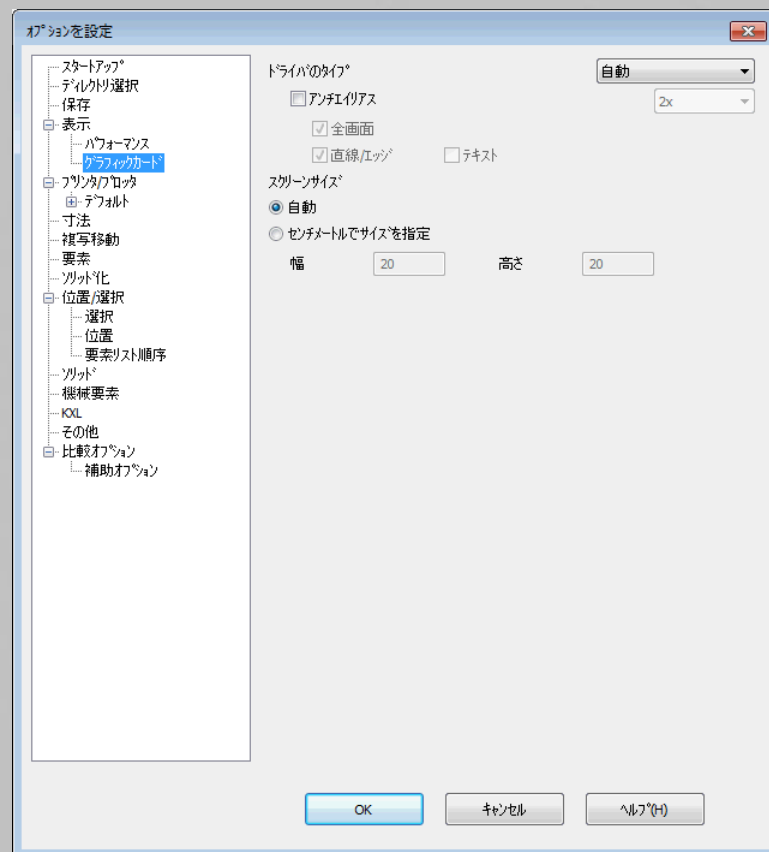 ｵﾌﾟｼｮﾝを設定
ｽﾀｰﾄｱｯﾌﾟ
ﾃﾞｨﾚｸﾄﾘ選択
保存
表示
ﾊﾟﾌｫｰﾏﾝｽ
ｸﾞﾗﾌｨｯｸｶｰﾄﾞ
ﾌﾟﾘﾝﾀ/ﾌﾟﾛｯﾀ
ﾃﾞﾌｫﾙﾄ
寸法
複写移動
要素
ｿﾘｯﾄﾞ化
位置/選択
選択
位置
要素ﾘｽﾄ順序
ｿﾘｯﾄﾞ
機械要素
KXL
その他
比較ｵﾌﾟｼｮﾝ
補助ｵﾌﾟｼｮﾝ
ﾄﾞﾗｲﾊﾞのﾀｲﾌﾟ 自動
ｱﾝﾁｴｲﾘｱｽ 2x
全画面
直線/ｴｯｼﾞ ﾃｷｽﾄ
ｽｸﾘｰﾝｻｲｽﾞ
自動
ｾﾝﾁﾒｰﾄﾙでｻｲｽﾞを指定
幅 20 高さ 20
OK ｷｬﾝｾﾙ ﾍﾙﾌﾟ(H)